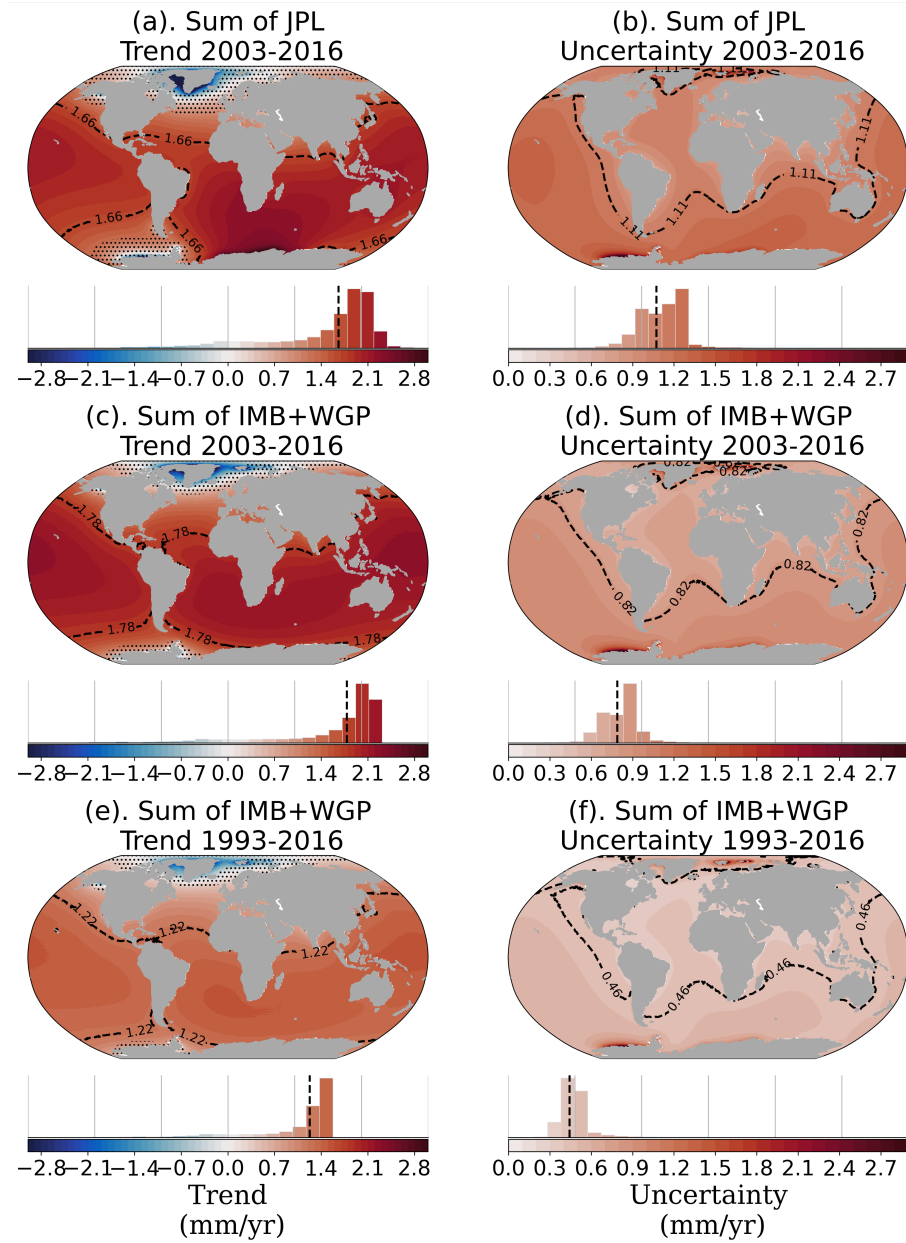 (a). Sum of JPL
Trend 2003-2016
(b). Sum of JPL
Uncertainty 2003-2016
1.66
1.66
1.66
1.66
1.66
1.11
1.11
1.11
1.11
1.11
1.11
−2.8 −2.1 −1.4 −0.7 0.0 0.7 1.4 2.1 2.8
0.0 0.3 0.6 0.9 1.2 1.5 1.8 2.1 2.4 2.7
(c). Sum of IMB+WGP
Trend 2003-2016
(d). Sum of IMB+WGP
Uncertainty 2003-2016
1.78
1.78
1.78
1.78
1.78
0.82
0.82
0.82
0.82
0.82
0.82
−2.8 −2.1 −1.4 −0.7 0.0 0.7 1.4 2.1 2.8
0.0 0.3 0.6 0.9 1.2 1.5 1.8 2.1 2.4 2.7
(e). Sum of IMB+WGP
Trend 1993-2016
(f). Sum of IMB+WGP
Uncertainty 1993-2016
1.22
1.22
1.22
1.22
1.22
0.46
0.46
0.46
0.46
−2.8 −2.1 −1.4 −0.7 0.0 0.7 1.4 2.1 2.8
0.0 0.3 0.6 0.9 1.2 1.5 1.8 2.1 2.4 2.7
Trend
(mm/yr)
Uncertainty
(mm/yr)